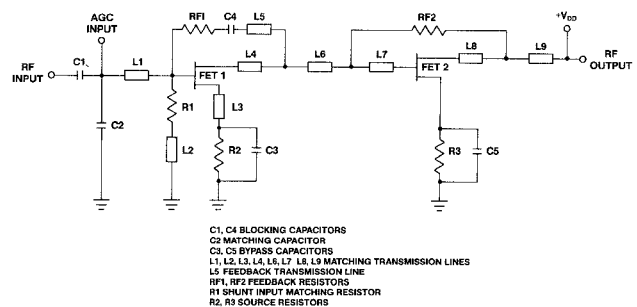 AGC
INPUT
+VDD
RF1 C4 L5
RF2
C1 L1 L4 L6 L7 L8 L9
RF
INPUT
RF
OUTPUT
FET 1
FET 2
L3
R1
C2
L2
R2 C3
R3 C5
C1, C4 BLOCKING CAPACITORS
C2 MATCHING CAPACITOR
C3, C5 BYPASS CAPACITORS
L1, L2, L3, L4, L6, L7 L8, L9 MATCHING TRANSMISSION LINES
L5 FEEDBACK TRANSMISSION LINE
RF1, RF2 FEEDBACK RESISTORS
R1 SHUNT INPUT MATCHING RESISTOR
R2, R3 SOURCE RESISTORS